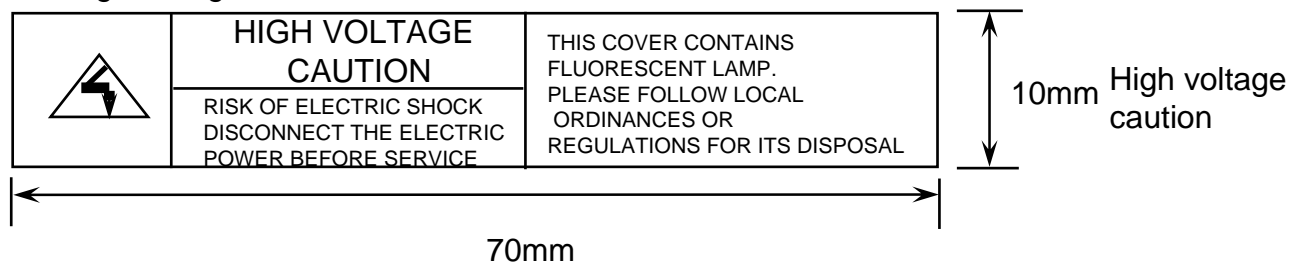 HIGH VOLTAGE
CAUTION
RISK OF ELECTRIC SHOCK
DISCONNECT THE ELECTRIC
POWER BEFORE SERVICE
THIS COVER CONTAINS
FLUORESCENT LAMP.
PLEASE FOLLOW LOCAL
ORDINANCES OR
REGULATIONS FOR ITS DISPOSAL
10mm
High voltage
caution
70mm